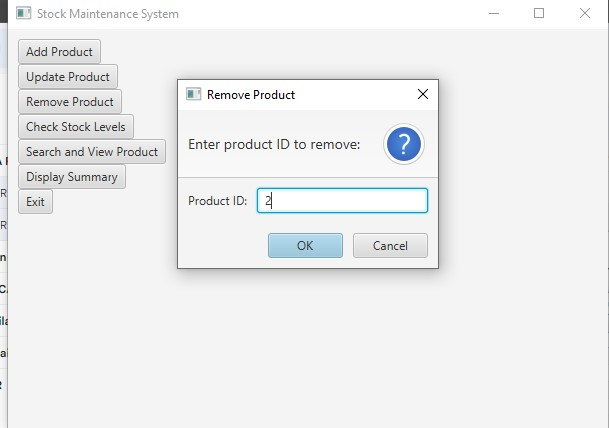 Stock Maintenance System
Add Product
Update Product
Remove Product
Check Stock Levels
Search and View Product
Display Summary
Exit
Remove Product
Enter product ID to remove:
?
Product ID: 2
OK Cancel